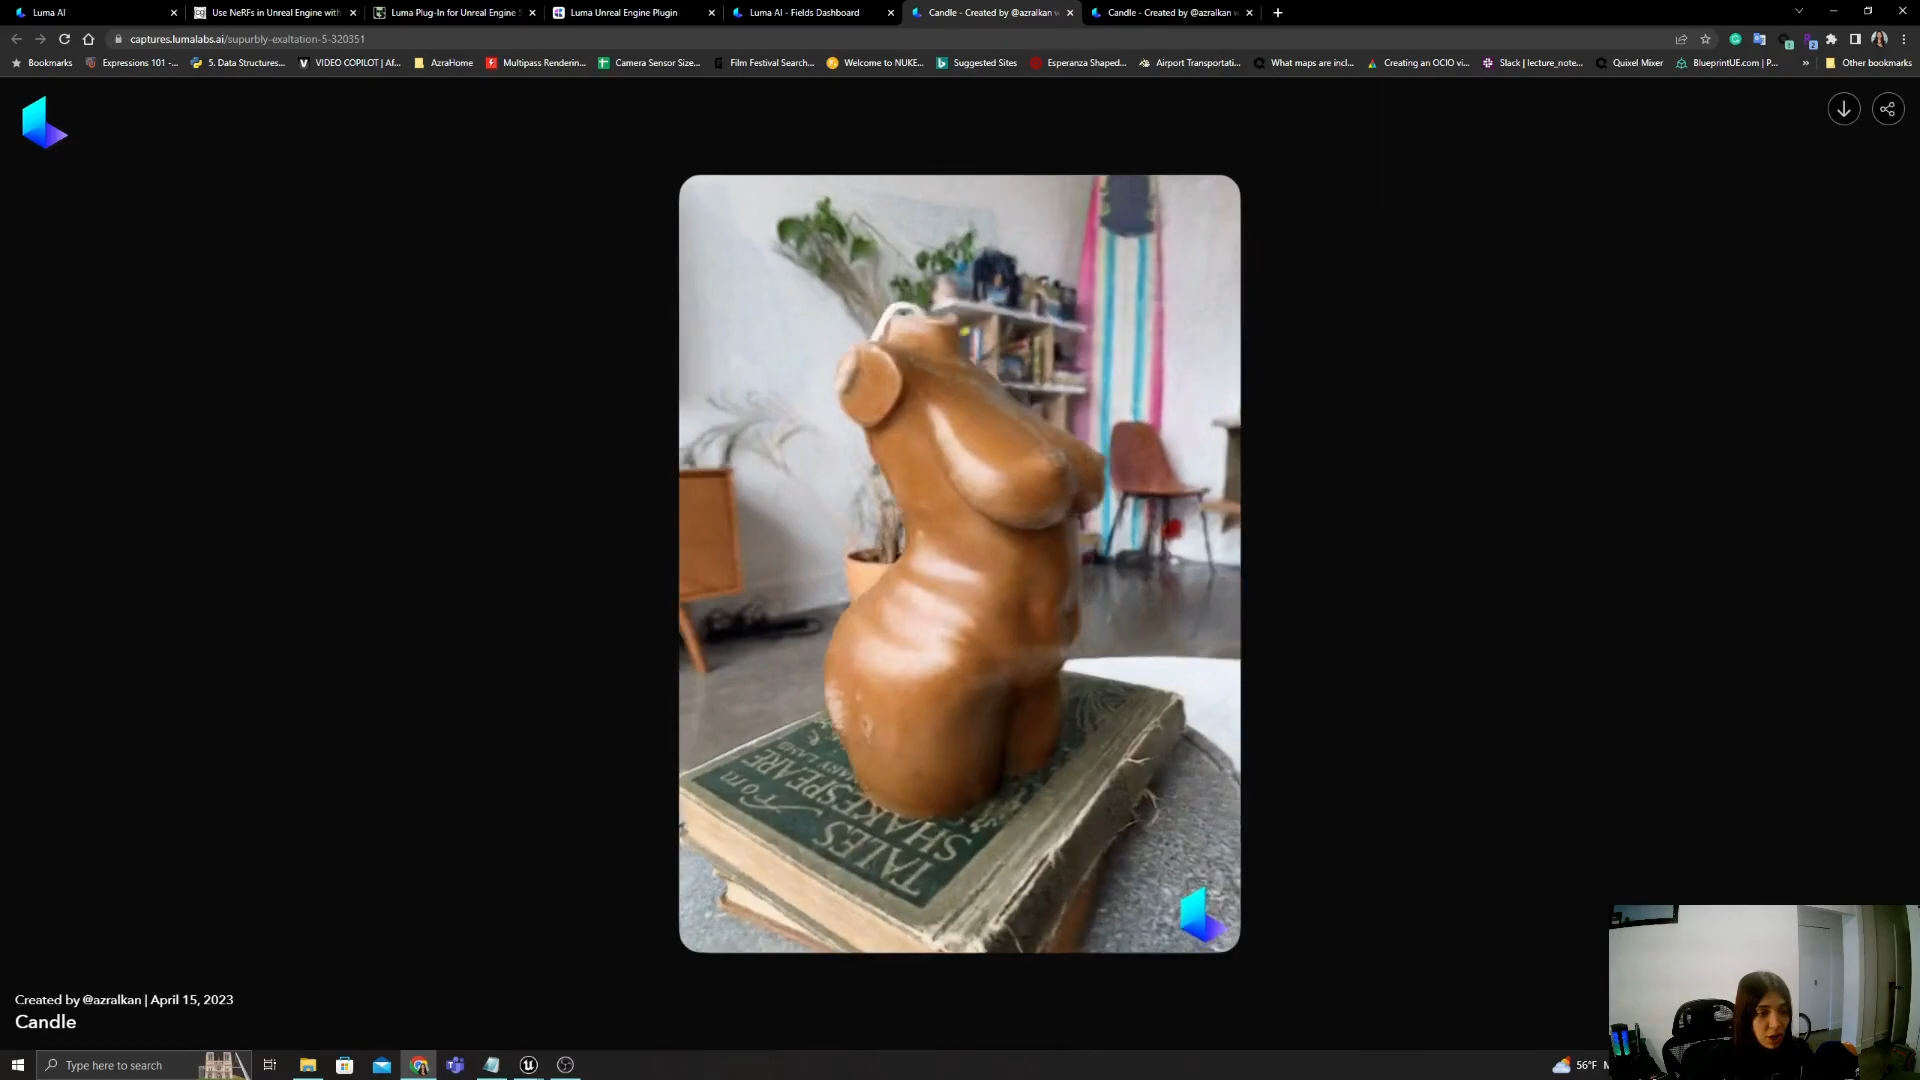 Luma AI
Use NeRFs in Unreal Engine with
Luma Plug-In for Unreal Engine 5
Luma Unreal Engine Plugin
Luma AI - Fields Dashboard
Candle - Created by @azralkan w
Candle - Created by @azralkan w
captures.lumalabs.ai/supurbly-exaltation-5-320351
Bookmarks
Expressions 101 -...
5. Data Structures...
VIDEO COPILOT | Af...
AzraHome
Multipass Renderin...
Camera Sensor Size...
Film Festival Search...
Welcome to NUKE...
Suggested Sites
Esperanza Shaped...
Airport Transportati...
What maps are incl...
Creating an OCIO vi...
Slack | lecture_note...
Quixel Mixer
BlueprintUE.com | P...
»
Other bookmarks
TALES
From
SHAKESPEARE
MARY LAMB
Created by @azralkan | April 15, 2023
Candle
Type here to search
56°F